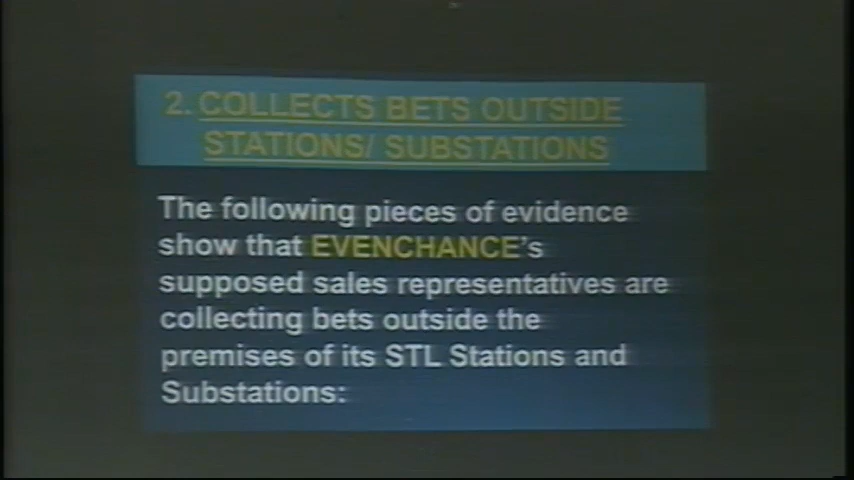 2. COLLECTS BETS OUTSIDE
STATIONS/ SUBSTATIONS
The following pieces of evidence
show that EVENCHANCE's
supposed sales representatives are
collecting bets outside the
premises of its STL Stations and
Substations: